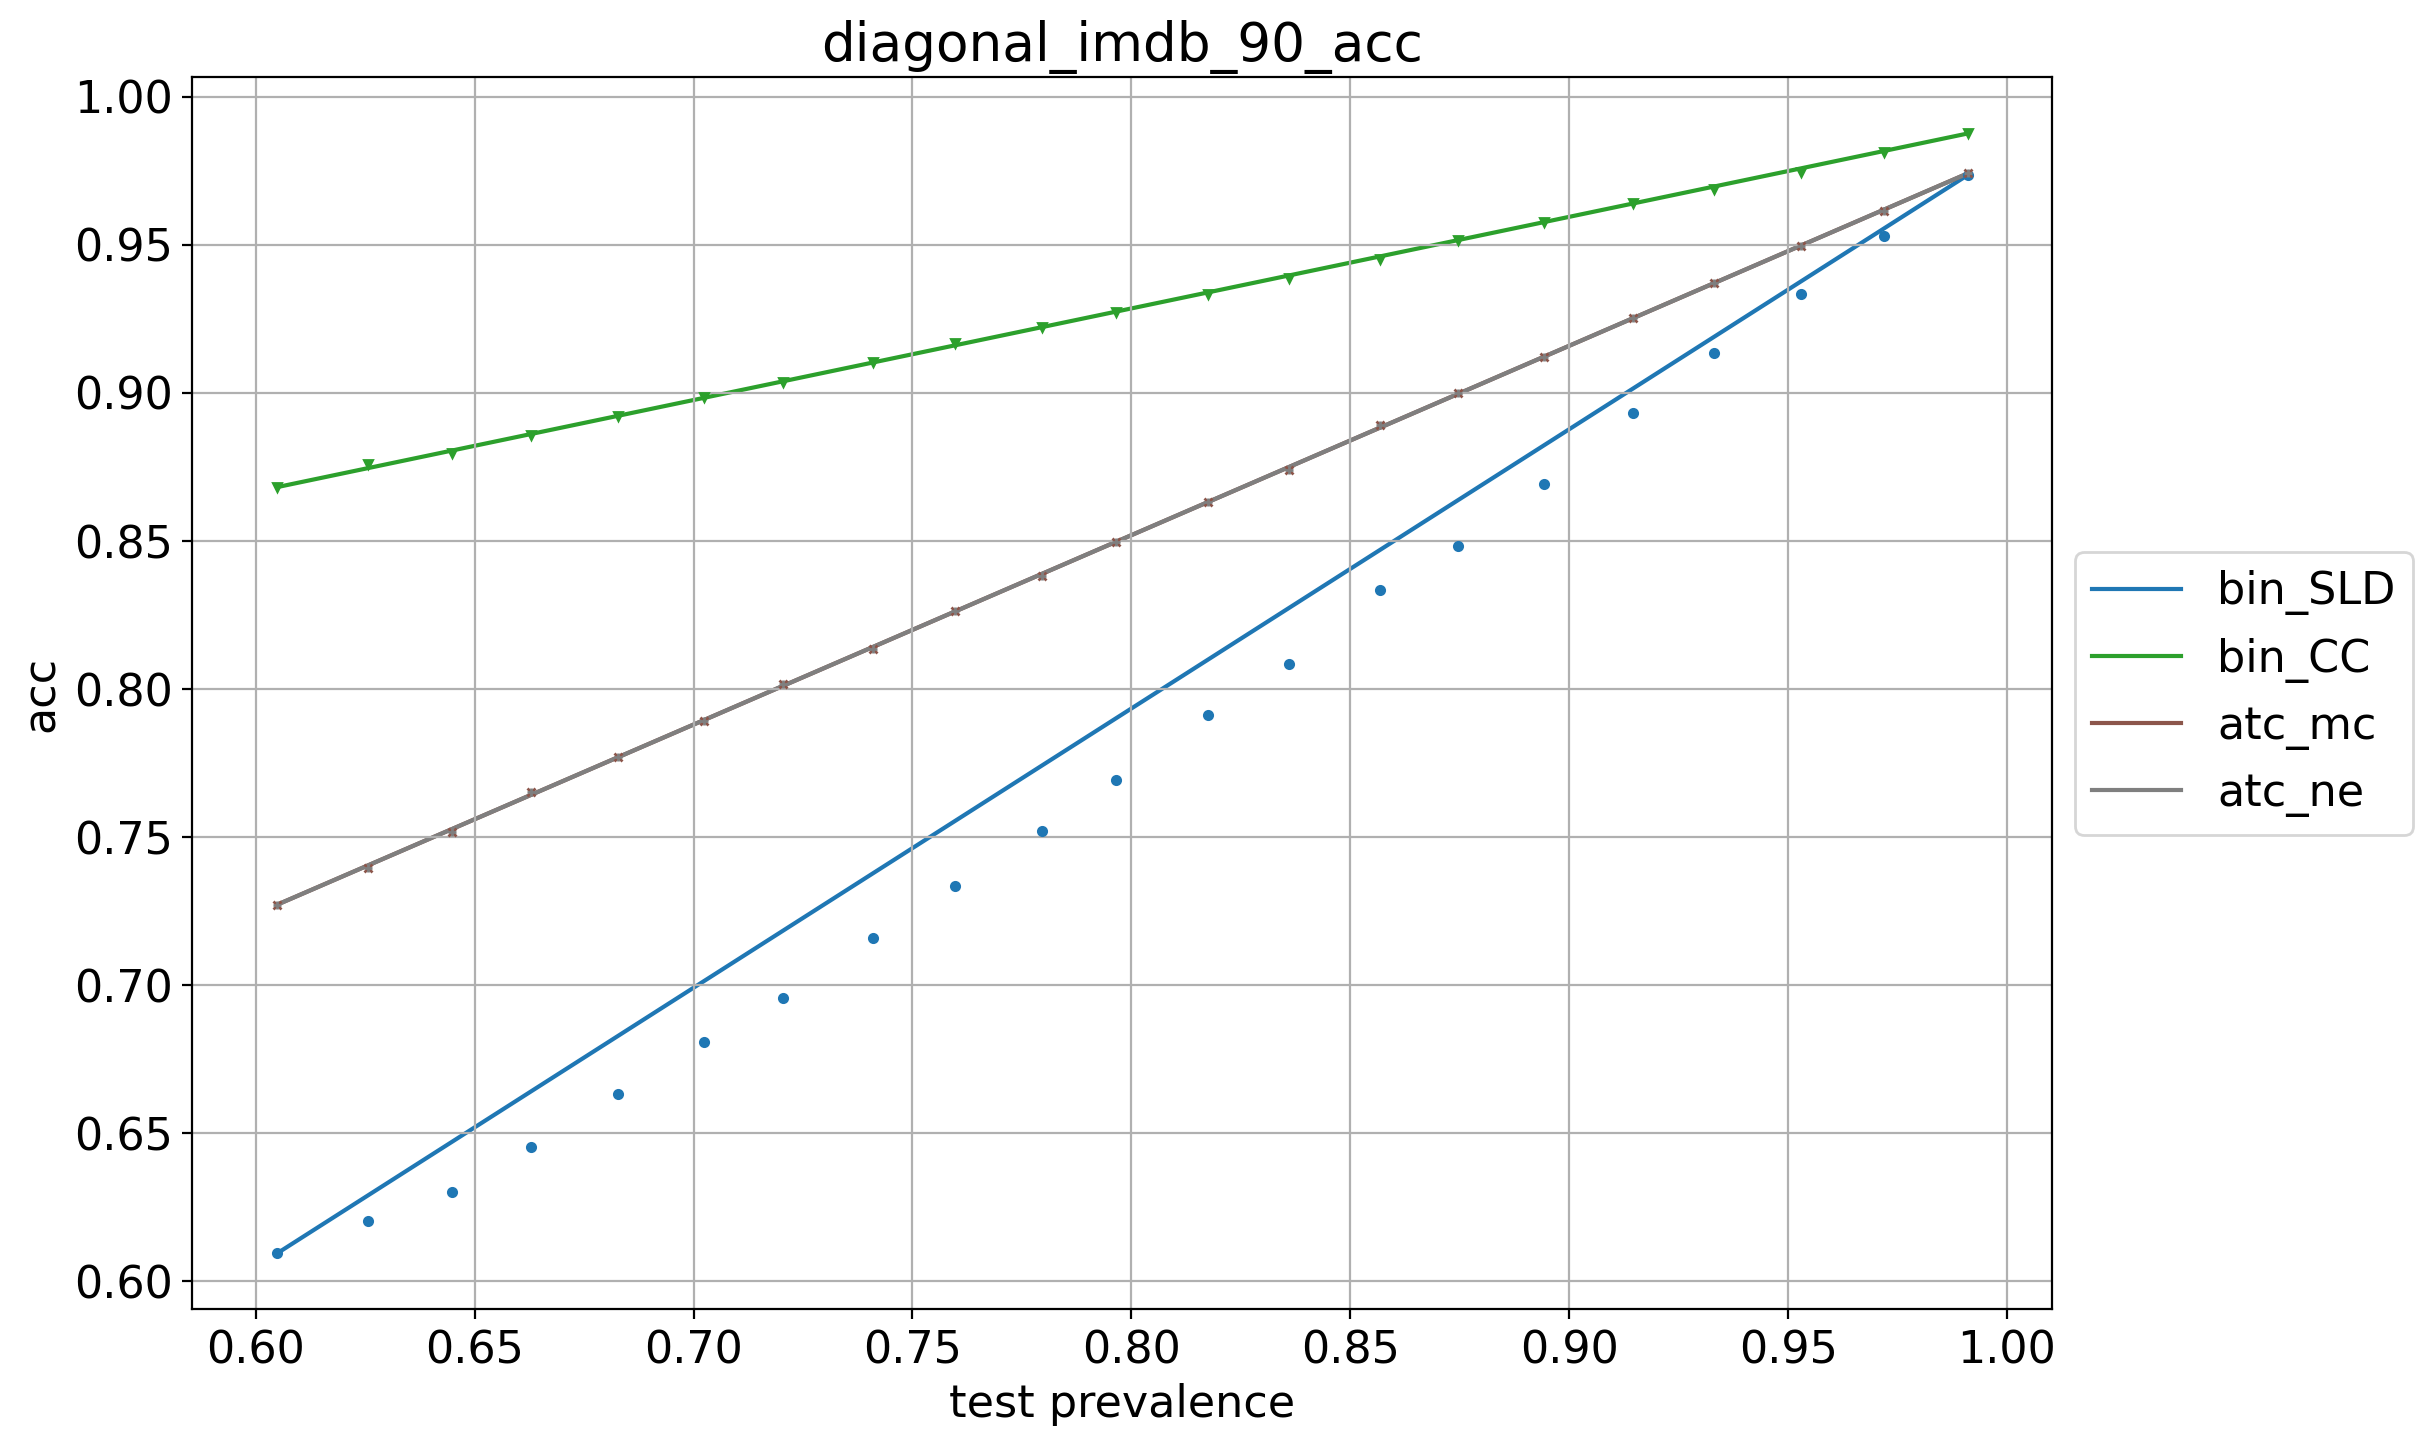 diagonal_imdb_90_acc
1.00
0.95
0.90
0.85
0.80
0.75
0.70
0.65
0.60
acc
0.60 0.65 0.70 0.75 0.80 0.85 0.90 0.95 1.00
test prevalence
bin_SLD
bin_CC
atc_mc
atc_ne